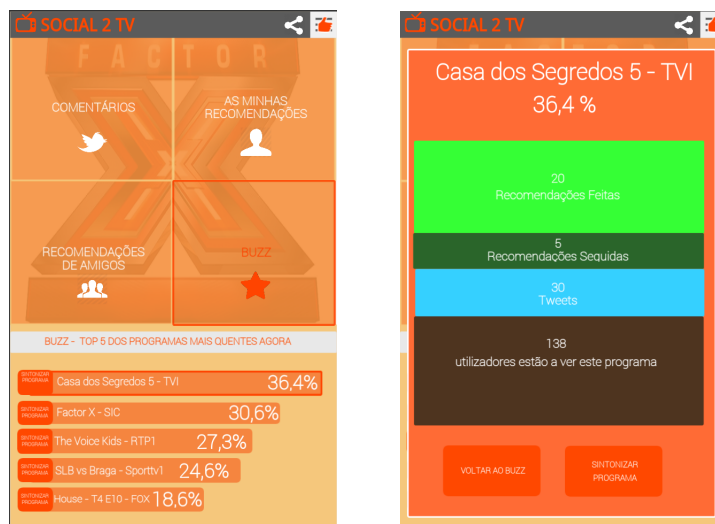 SOCIAL 2 TV
FACTOR
COMENTÁRIOS
AS MINHAS
RECOMENDAÇÕES
RECOMENDAÇÕES
DE AMIGOS
BUZZ
BUZZ - TOP 5 DOS PROGRAMAS MAIS QUENTES AGORA
SINTONIZAR
PROGRAMA
Casa dos Segredos 5 - TVI
36,4%
SINTONIZAR
PROGRAMA
Factor X - SIC
30,6%
SINTONIZAR
PROGRAMA
The Voice Kids - RTP1
27,3%
SINTONIZAR
PROGRAMA
SLB vs Braga - Sporttv1
24,6%
SINTONIZAR
PROGRAMA
House - T4 E10 - FOX
18,6%
SOCIAL 2 TV
Casa dos Segredos 5 - TVI
36,4 %
20
Recomendações Feitas
5
Recomendações Seguidas
30
Tweets
138
utilizadores estão a ver este programa
VOLTAR AO BUZZ
SINTONIZAR
PROGRAMA